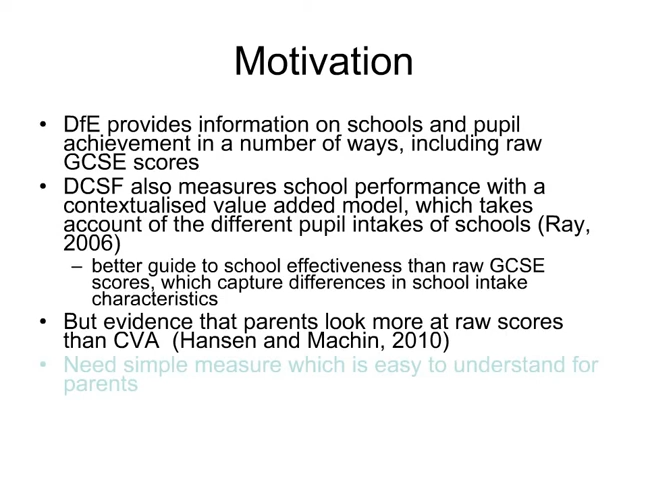 Motivation
• DfE provides information on schools and pupil
achievement in a number of ways, including raw
GCSE scores
• DCSF also measures school performance with a
contextualised value added model, which takes
account of the different pupil intakes of schools (Ray,
2006)
– better guide to school effectiveness than raw GCSE
scores, which capture differences in school intake
characteristics
• But evidence that parents look more at raw scores
than CVA  (Hansen and Machin, 2010)
• Need simple measure which is easy to understand for
parents